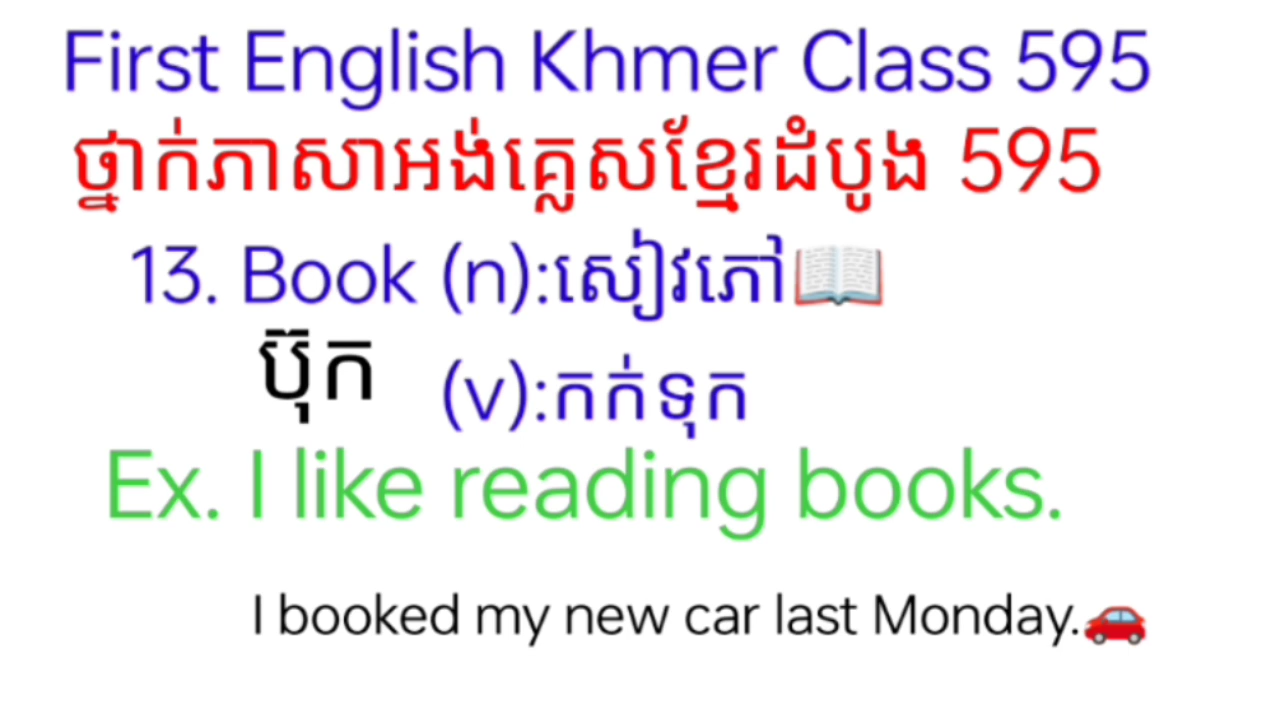 First English Khmer Class 595
ថ្នាក់ភាសាអង់គ្លេសខ្មែរដំបូង 595
13. Book (n):សៀវភៅ📖
ប៊ុក
(v):កក់ទុក
Ex. I like reading books.
I booked my new car last Monday.🚗